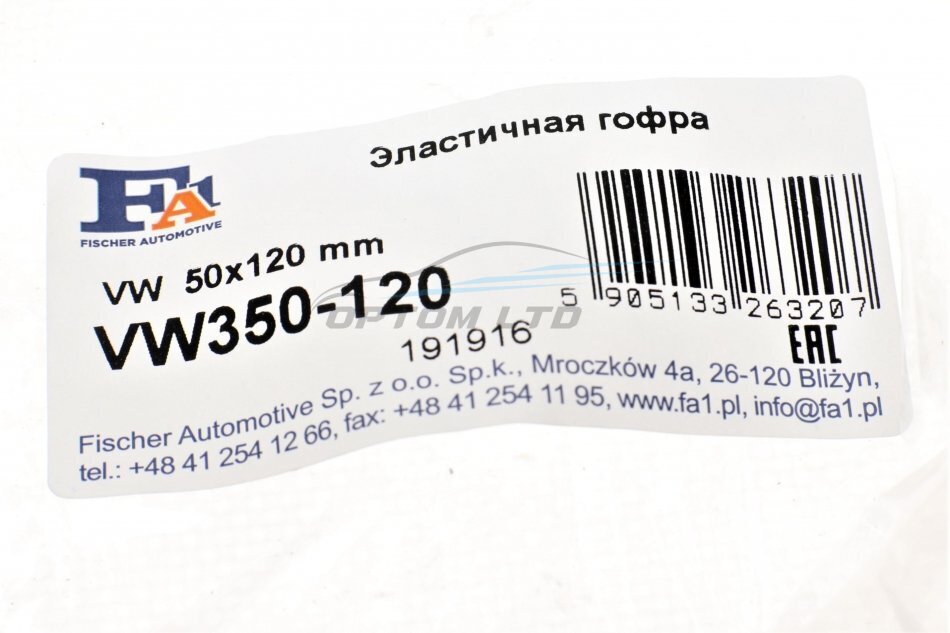 Эластичная гофра
FA1
FISCHER AUTOMOTIVE
VW 50x120 mm
VW350-120
5 905133 263207
OPTOM LTD
191916
EAC
Fischer Automotive Sp. z o.o. Sp.k., Mroczków 4a, 26-120 Bliżyn,
tel.: +48 41 254 12 66, fax: +48 41 254 11 95, www.fa1.pl, info@fa1.pl